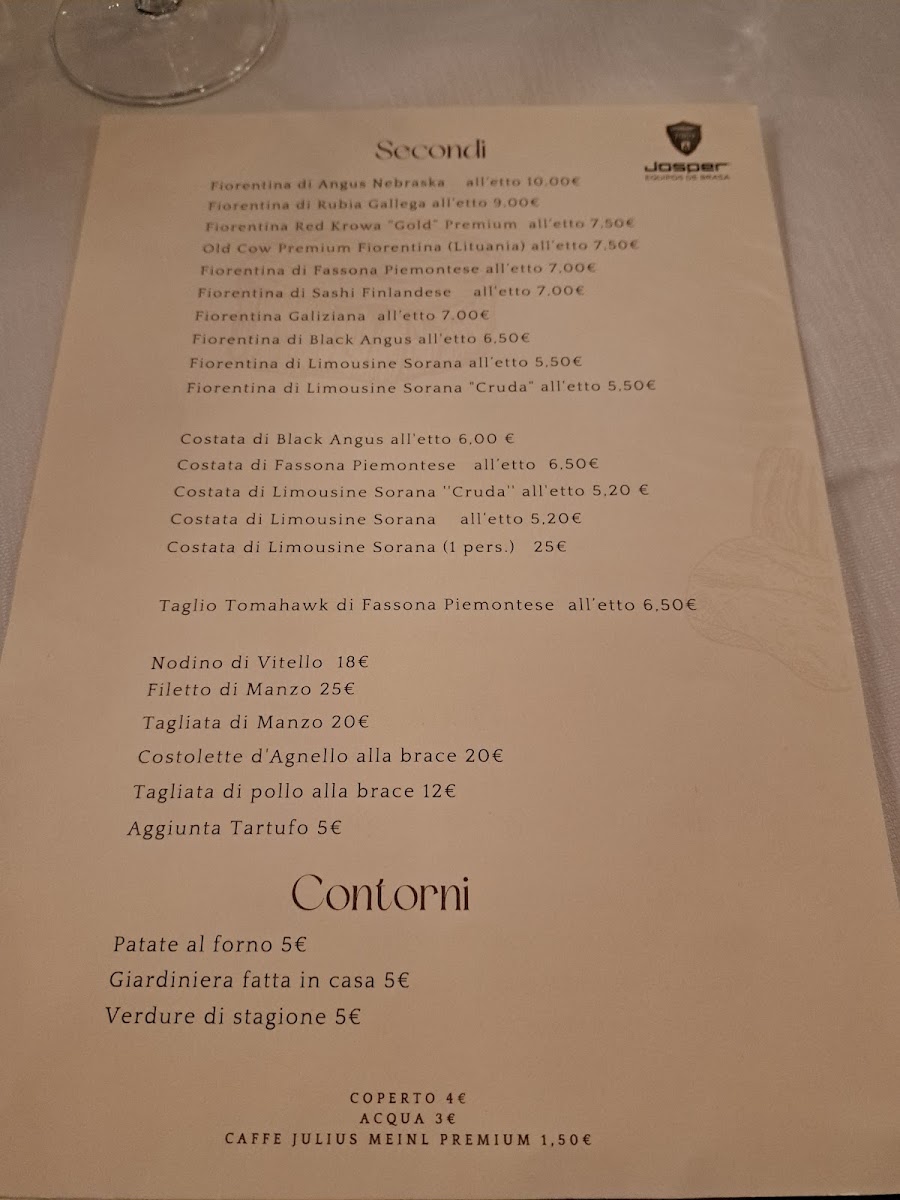 Secondi
Josper
EQUIPOS DE BRASA
Fiorentina di Angus Nebraska all'etto 10,00€
Fiorentina di Rubia Gallega all'etto 9,00€
Fiorentina Red Krowa "Gold" Premium all'etto 7,50€
Old Cow Premium Fiorentina (Lituania) all'etto 7,50€
Fiorentina di Fassona Piemontese all'etto 7,00€
Fiorentina di Sashi Finlandese all'etto 7,00€
Fiorentina Galiziana all'etto 7,00€
Fiorentina di Black Angus all'etto 6,50€
Fiorentina di Limousine Sorana all'etto 5,50€
Fiorentina di Limousine Sorana "Cruda" all'etto 5,50€
Costata di Black Angus all'etto 6,00 €
Costata di Fassona Piemontese all'etto 6,50€
Costata di Limousine Sorana ''Cruda'' all'etto 5,20 €
Costata di Limousine Sorana all'etto 5,20€
Costata di Limousine Sorana (1 pers.) 25€
Taglio Tomahawk di Fassona Piemontese all'etto 6,50€
Nodino di Vitello 18€
Filetto di Manzo 25€
Tagliata di Manzo 20€
Costolette d'Agnello alla brace 20€
Tagliata di pollo alla brace 12€
Aggiunta Tartufo 5€
Contorni
Patate al forno 5€
Giardiniera fatta in casa 5€
Verdure di stagione 5€
COPERTO 4€
ACQUA 3€
CAFFE JULIUS MEINL PREMIUM 1,50€